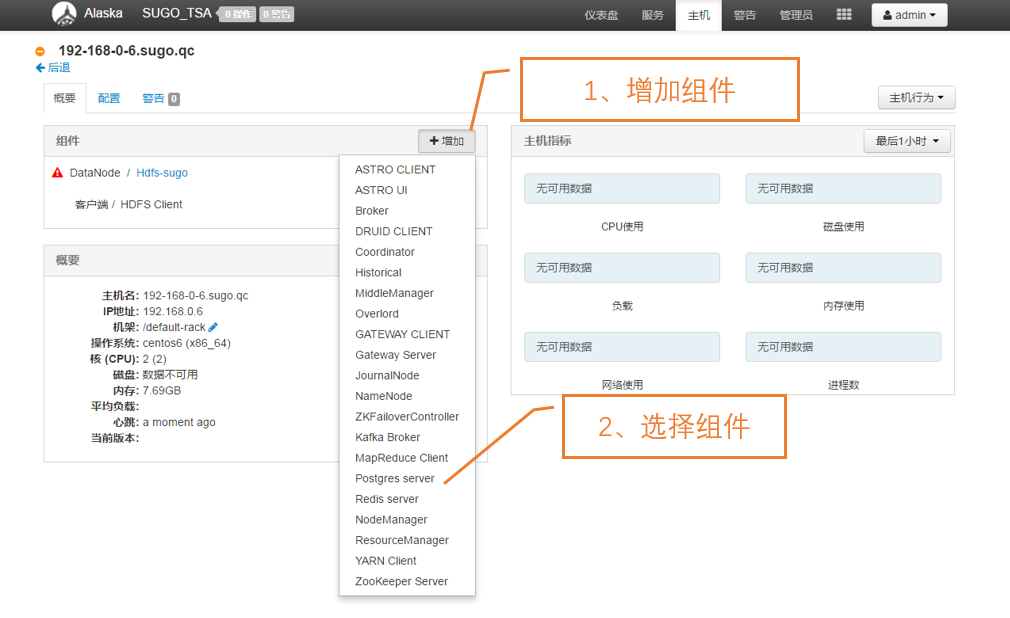 Alaska SUGO_TSA 0 操作 0 警告 仪表盘 服务 主机 警告 管理员 admin
192-168-0-6.sugo.qc
后退
概要 配置 警告 0 主机行为
1、增加组件
组件 增加
DataNode / Hdfs-sugo
客户端 / HDFS Client
ASTRO CLIENT
ASTRO UI
Broker
DRUID CLIENT
Coordinator
Historical
MiddleManager
Overlord
GATEWAY CLIENT
Gateway Server
JournalNode
NameNode
ZKFailoverController
Kafka Broker
MapReduce Client
Postgres server
Redis server
NodeManager
ResourceManager
YARN Client
ZooKeeper Server
概要
主机名: 192-168-0-6.sugo.qc
IP地址: 192.168.0.6
机架: /default-rack
操作系统: centos6 (x86_64)
核 (CPU): 2 (2)
磁盘: 数据不可用
内存: 7.69GB
平均负载:
心跳: a moment ago
当前版本:
主机指标 最后1小时
无可用数据 无可用数据
CPU使用 磁盘使用
无可用数据 无可用数据
负载 内存使用
无可用数据 无可用数据
网络使用 进程数
2、选择组件